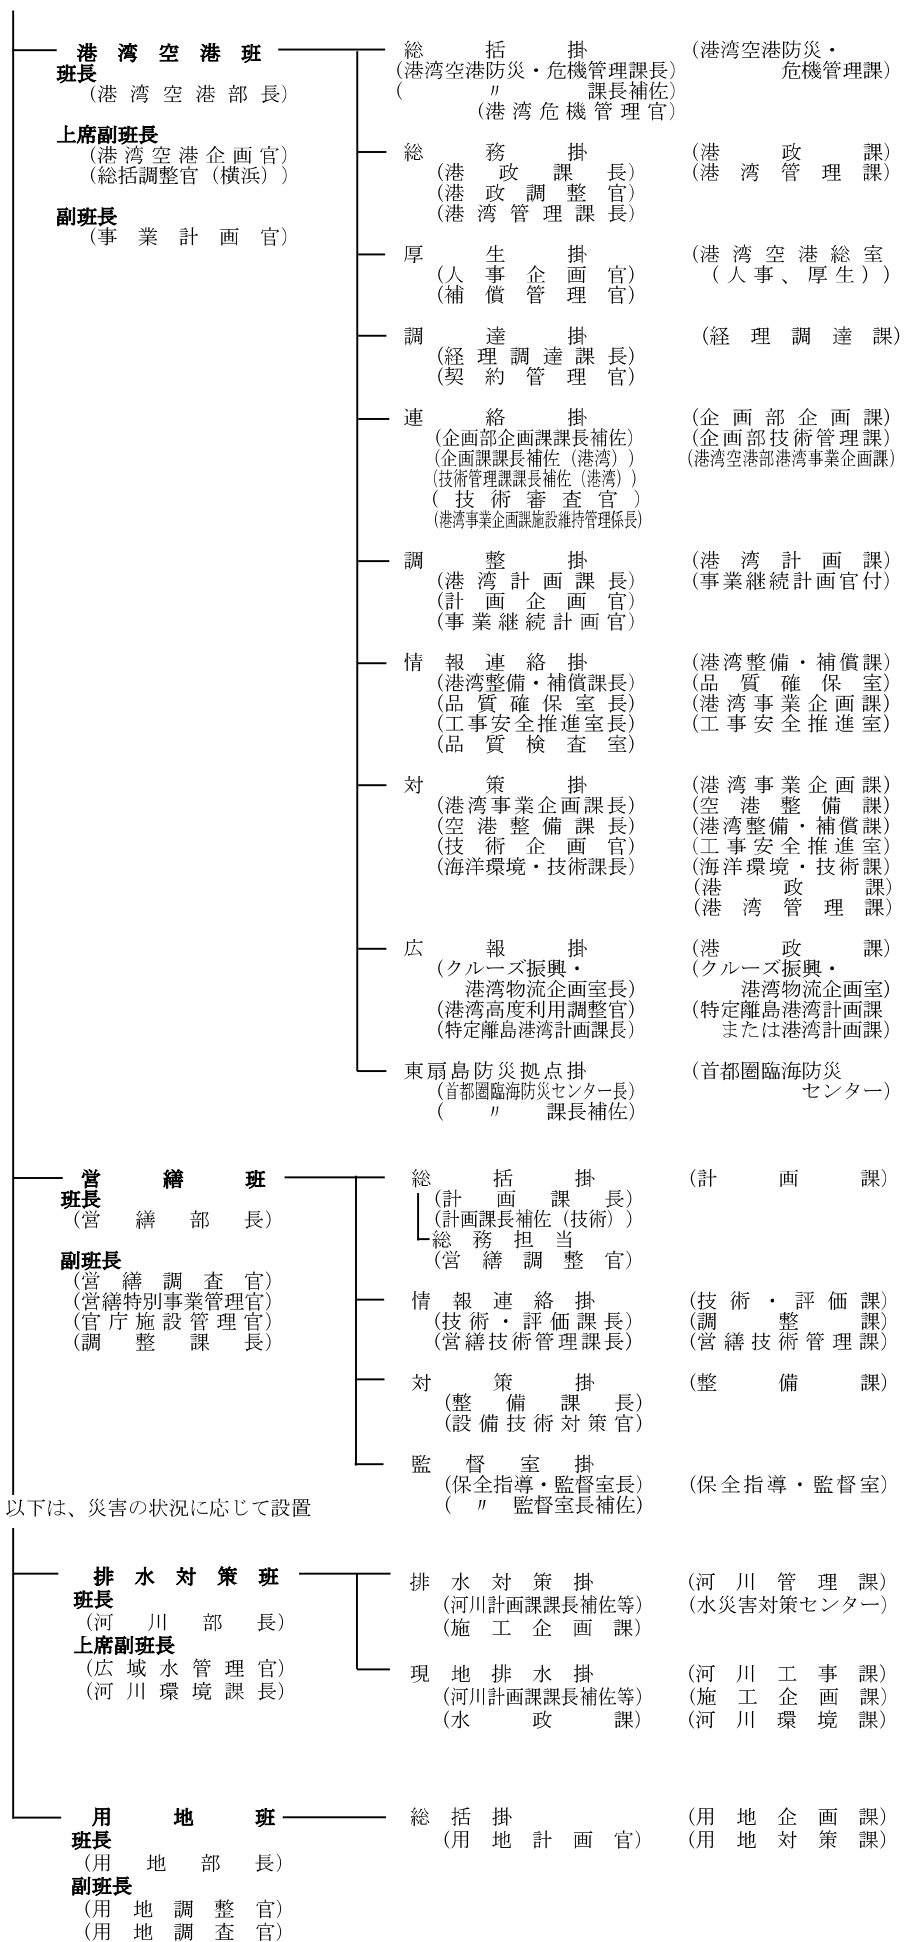 港湾空港班 総括掛 (港湾空港防災・
班長 (港湾空港防災・危機管理課長) 危機管理課)
(港湾空港部長) ( 〃 課長補佐)
(港湾危機管理官)
上席副班長
(港湾空港企画官) 総務掛 (港政課)
(総括調整官(横浜)) (港政課長) (港湾管理課)
(港政調整官)
副班長 (港湾管理課長)
(事業計画官)
厚生掛 (港湾空港総室
(人事企画官) (人事、厚生))
(補償管理官)
調達掛 (経理調達課)
(経理調達課長)
(契約管理官)
連絡掛 (企画部企画課)
(企画部企画課課長補佐) (企画部技術管理課)
(企画課課長補佐(港湾)) (港湾空港部港湾事業企画課)
(技術管理課課長補佐(港湾))
(技術審査官)
(港湾事業企画課施設維持管理係長)
調整掛 (港湾計画課)
(港湾計画課長) (事業継続計画官付)
(計画企画官)
(事業継続計画官)
情報連絡掛 (港湾整備・補償課)
(港湾整備・補償課長) (品質確保室)
(品質確保室長) (港湾事業企画課)
(工事安全推進室長) (工事安全推進室)
(品質検査室)
対策掛 (港湾事業企画課)
(港湾事業企画課長) (空港整備課)
(空港整備課長) (港湾整備・補償課)
(技術企画官) (工事安全推進室)
(海洋環境・技術課長) (海洋環境・技術課)
(港政課)
(港湾管理課)
広報掛 (港政課)
(クルーズ振興・ (クルーズ振興・
港湾物流企画室長) 港湾物流企画室)
(港湾高度利用調整官) (特定離島港湾計画課
(特定離島港湾計画課長) または港湾計画課)
東扇島防災拠点掛 (首都圏臨海防災
(首都圏臨海防災センター長) センター)
( 〃 課長補佐)
営繕班 総括掛 (計画課)
班長 (計画課長)
(営繕部長) (計画課長補佐(技術))
総務担当
副班長 (営繕調整官)
(営繕調査官)
(営繕特別事業管理官) 情報連絡掛 (技術・評価課)
(官庁施設管理官) (技術・評価課長) (調整課)
(調整課長) (営繕技術管理課長) (営繕技術管理課)
対策掛 (整備課)
(整備課長)
(設備技術対策官)
監督室掛
(保全指導・監督室長) (保全指導・監督室)
( 〃 監督室長補佐)
以下は、災害の状況に応じて設置
排水対策班 排水対策掛 (河川管理課)
班長 (河川計画課課長補佐等) (水災害対策センター)
(河川部長) (施工企画課)
上席副班長
(広域水管理官) 現地排水掛 (河川工事課)
(河川環境課長) (河川計画課課長補佐等) (施工企画課)
(水政課) (河川環境課)
用地班 総括掛 (用地企画課)
班長 (用地計画官) (用地対策課)
(用地部長)
副班長
(用地調整官)
(用地調査官)